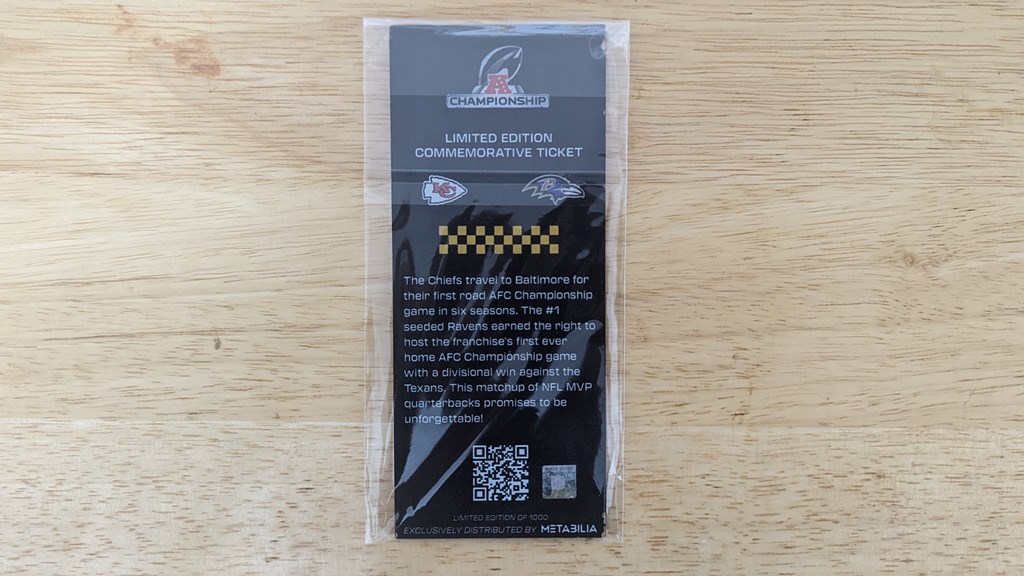 A
CHAMPIONSHIP
LIMITED EDITION
COMMEMORATIVE TICKET
KC
B
The Chiefs travel to Baltimore for
their first road AFC Championship
game in six seasons. The #1
seeded Ravens earned the right to
host the franchise's first ever
home AFC Championship game
with a divisional win against the
Texans. This matchup of NFL MVP
quarterbacks promises to be
unforgettable!
LIMITED EDITION OF 1000
EXCLUSIVELY DISTRIBUTED BY METABILIA